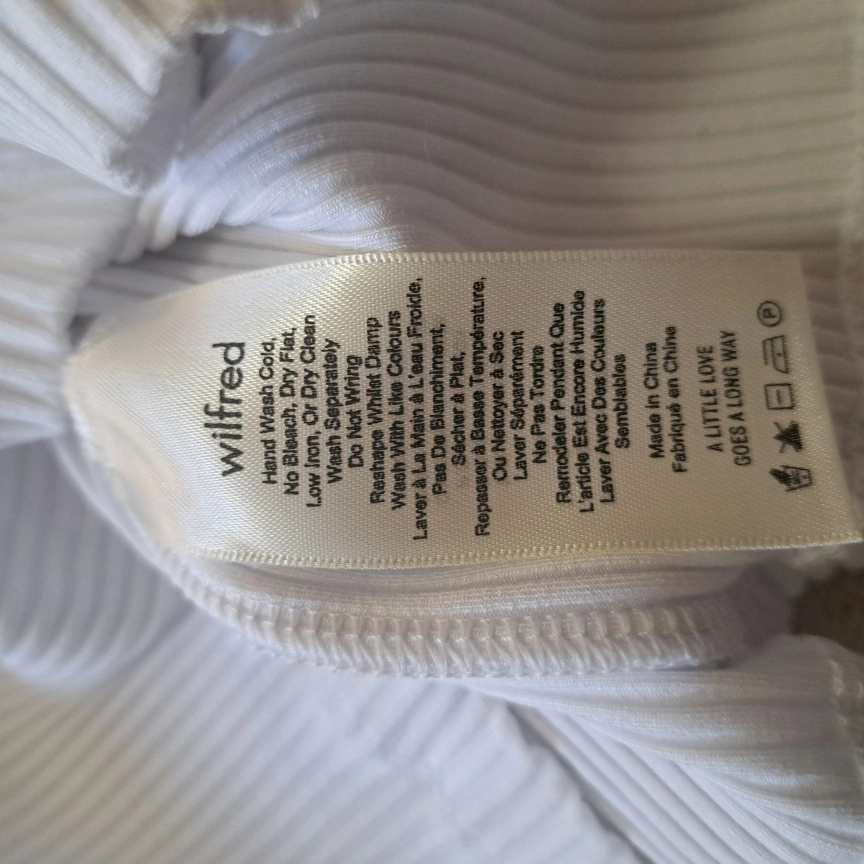 wilfred
Hand Wash Cold,
No Bleach, Dry Flat,
Low Iron, Or Dry Clean
Wash Separately
Do Not Wring
Reshape Whilst Damp
Wash With Like Colours
Laver à La Main à L'eau Froide,
Pas De Blanchiment,
Sécher à Plat,
Repasser à Basse Température,
Ou Nettoyer à Sec
Laver Séparément
Ne Pas Tordre
Remodeler Pendant Que
L'article Est Encore Humide
Laver Avec Des Couleurs
Semblables
Made in China
Fabriqué en Chine
A LITTLE LOVE
GOES A LONG WAY
P